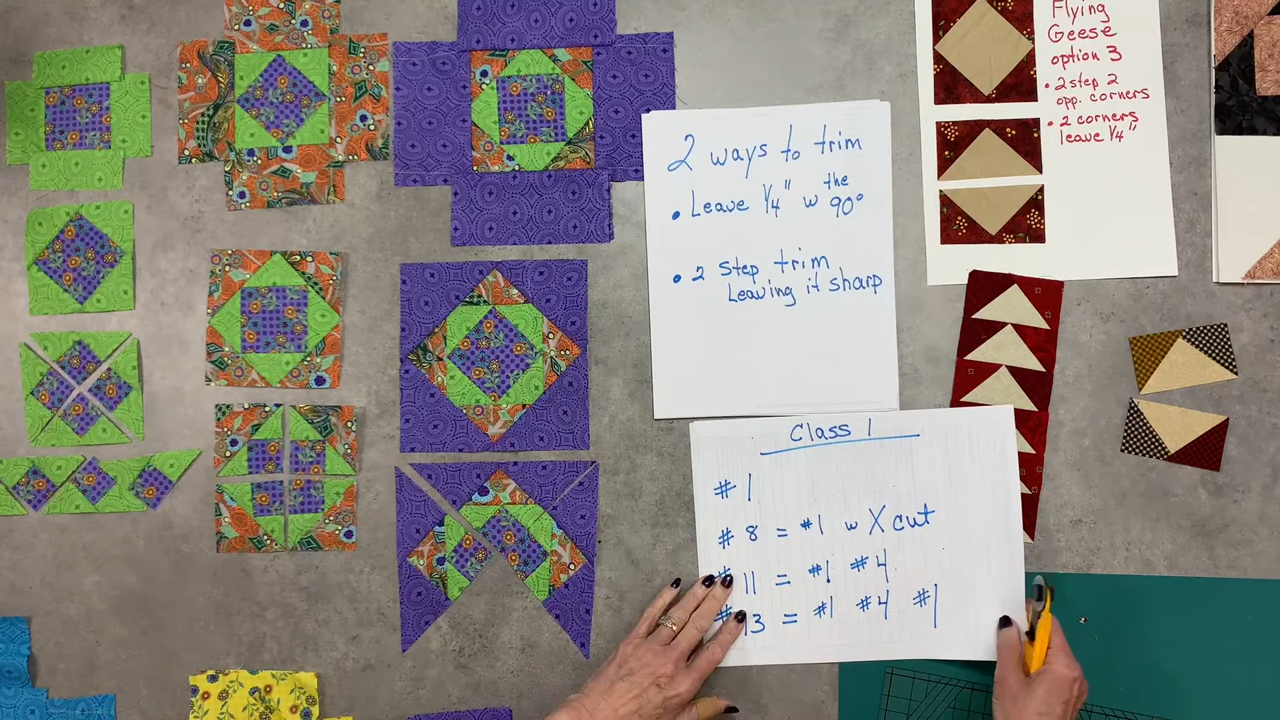 Flying
Geese
option 3
• 2 step 2
opp. corners
• 2 corners
leave 1/4"
2 ways to trim
• Leave 1/4" w the 90°
• 2 step trim
Leaving it sharp
Class 1
#1
#8 = #1 w X cut
#11 = #1 #4
#13 = #1 #4 #1